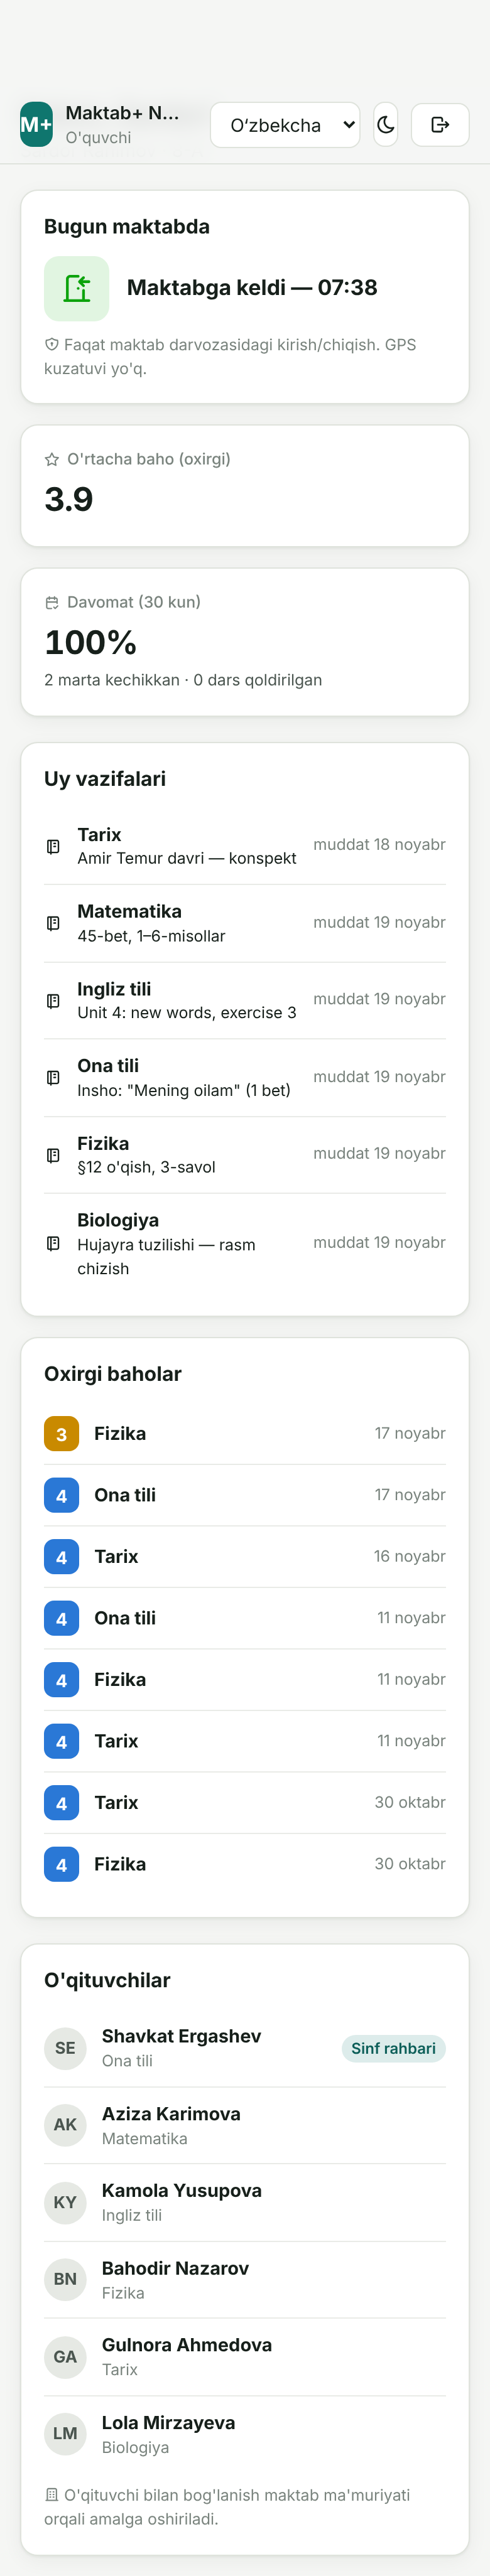 M+
Maktab+ N...
O'quvchi
O‘zbekcha
Bugun maktabda
Maktabga keldi — 07:38
Faqat maktab darvozasidagi kirish/chiqish. GPS
kuzatuvi yo'q.
O'rtacha baho (oxirgi)
3.9
Davomat (30 kun)
100%
2 marta kechikkan · 0 dars qoldirilgan
Uy vazifalari
Tarix
Amir Temur davri — konspekt
muddat 18 noyabr
Matematika
45-bet, 1–6-misollar
muddat 19 noyabr
Ingliz tili
Unit 4: new words, exercise 3
muddat 19 noyabr
Ona tili
Insho: "Mening oilam" (1 bet)
muddat 19 noyabr
Fizika
§12 o'qish, 3-savol
muddat 19 noyabr
Biologiya
Hujayra tuzilishi — rasm
chizish
muddat 19 noyabr
Oxirgi baholar
3 Fizika 17 noyabr
4 Ona tili 17 noyabr
4 Tarix 16 noyabr
4 Ona tili 11 noyabr
4 Fizika 11 noyabr
4 Tarix 11 noyabr
4 Tarix 30 oktabr
4 Fizika 30 oktabr
O'qituvchilar
SE
Shavkat Ergashev
Ona tili
Sinf rahbari
AK
Aziza Karimova
Matematika
KY
Kamola Yusupova
Ingliz tili
BN
Bahodir Nazarov
Fizika
GA
Gulnora Ahmedova
Tarix
LM
Lola Mirzayeva
Biologiya
O'qituvchi bilan bog'lanish maktab ma'muriyati
orqali amalga oshiriladi.